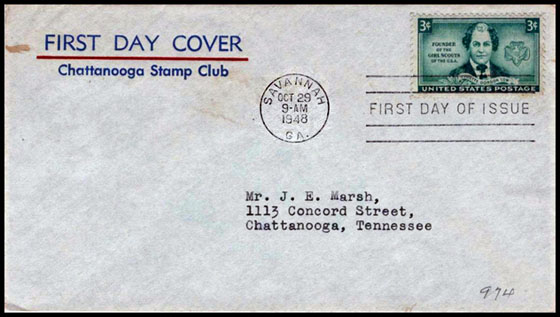 FIRST DAY COVER
Chattanooga Stamp Club
3¢ 3¢
FOUNDER
OF THE
GIRL SCOUTS
OF THE U.S.A.
UNITED STATES POSTAGE
SAVANNAH
OCT 29
9-AM
1948
GA.
FIRST DAY OF ISSUE
Mr. J. E. Marsh,
1113 Concord Street,
Chattanooga, Tennessee
974